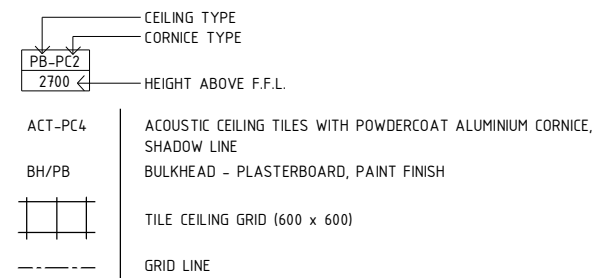 CEILING TYPE
CORNICE TYPE
PB-PC2
2700
HEIGHT ABOVE F.F.L.
ACT-PC4
ACOUSTIC CEILING TILES WITH POWDERCOAT ALUMINIUM CORNICE,
SHADOW LINE
BH/PB
BULKHEAD - PLASTERBOARD, PAINT FINISH
TILE CEILING GRID (600 x 600)
GRID LINE